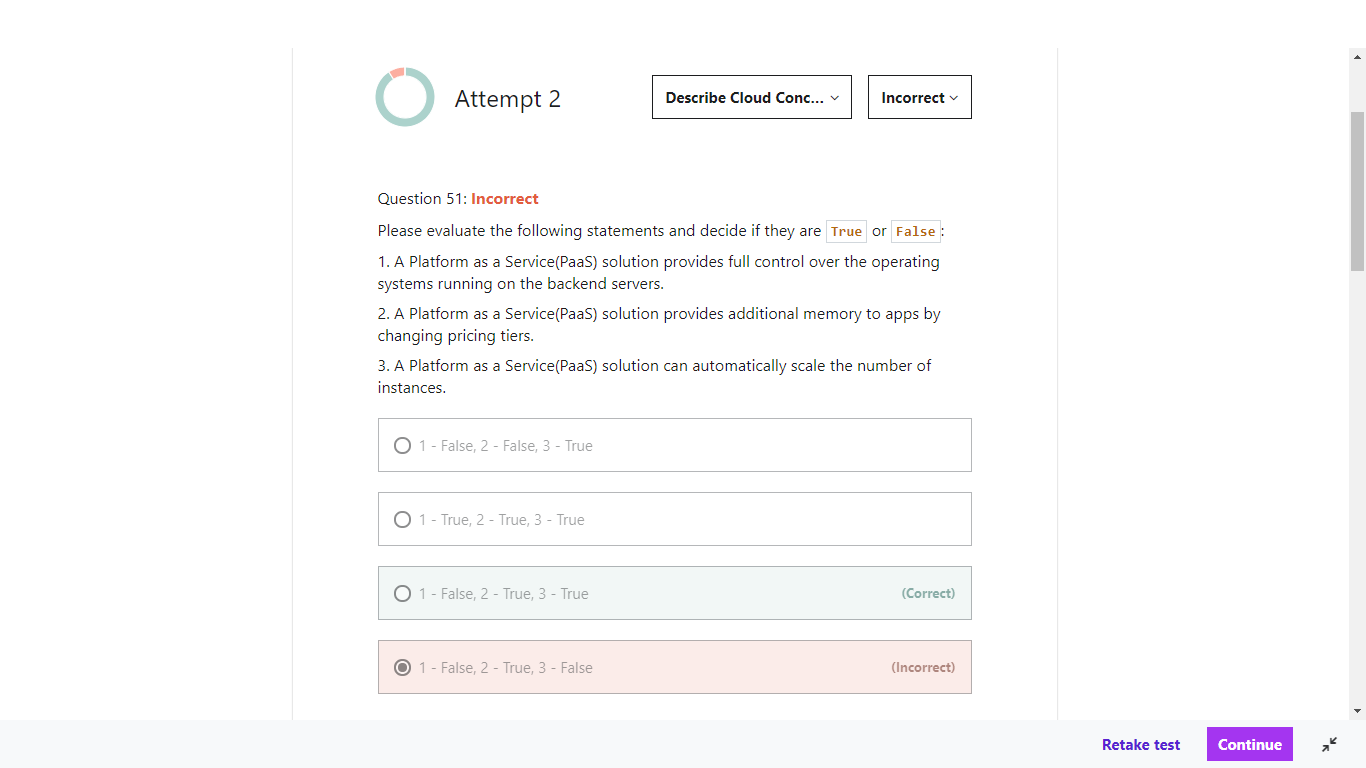 Attempt 2
Describe Cloud Conc...
Incorrect
Question 51: Incorrect
Please evaluate the following statements and decide if they are True or False:
1. A Platform as a Service(PaaS) solution provides full control over the operating
systems running on the backend servers.
2. A Platform as a Service(PaaS) solution provides additional memory to apps by
changing pricing tiers.
3. A Platform as a Service(PaaS) solution can automatically scale the number of
instances.
1 - False, 2 - False, 3 - True
1 - True, 2 - True, 3 - True
1 - False, 2 - True, 3 - True (Correct)
1 - False, 2 - True, 3 - False (Incorrect)
Retake test
Continue